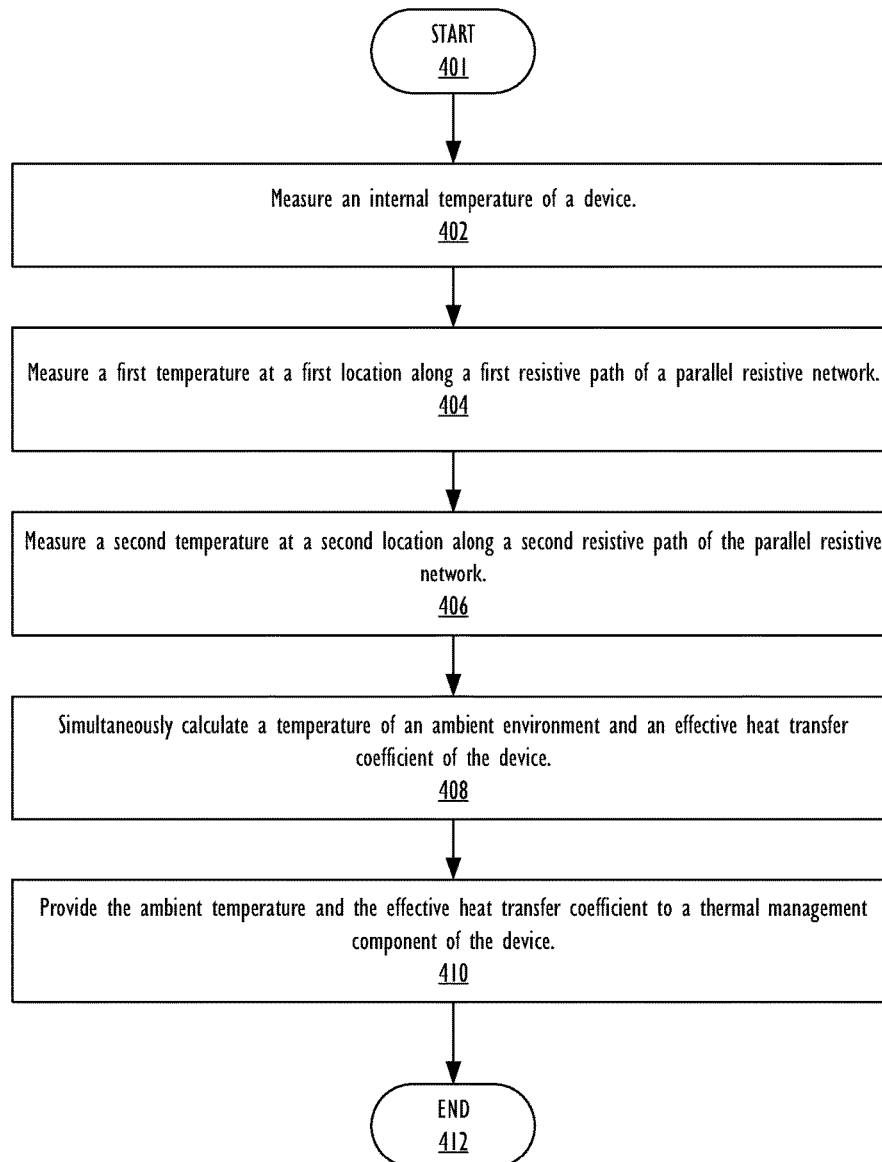 START
401
Measure an internal temperature of a device.
402
Measure a first temperature at a first location along a first resistive path of a parallel resistive network.
404
Measure a second temperature at a second location along a second resistive path of the parallel resistive
network.
406
Simultaneously calculate a temperature of an ambient environment and an effective heat transfer
coefficient of the device.
408
Provide the ambient temperature and the effective heat transfer coefficient to a thermal management
component of the device.
410
END
412